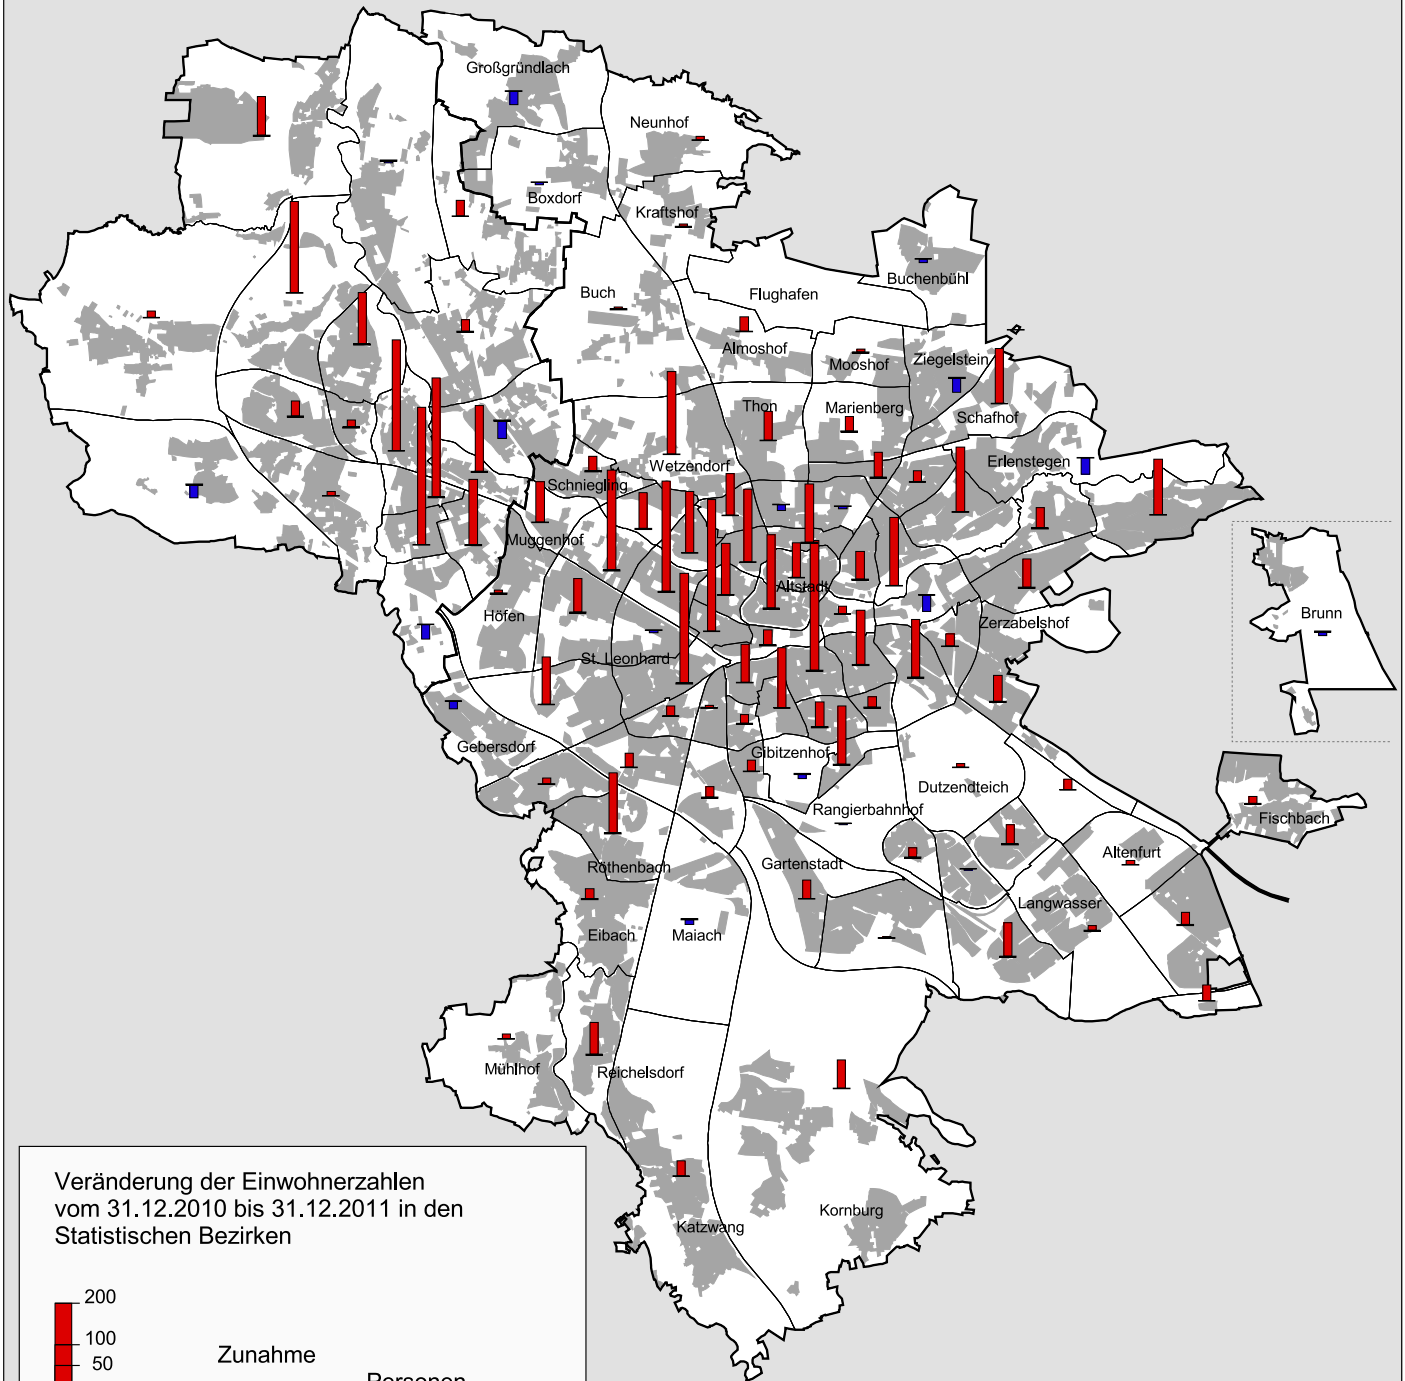 Großgründlach
Neunhof
Boxdorf
Kraftshof
Buchenbühl
Buch
Flughafen
Almoshof
Mooshof
Ziegelstein
Thon
Marienberg
Schafhof
Wetzendorf
Erlenstegen
Schniegling
Muggenhof
Altstadt
Höfen
Zerzabelshof
Brunn
St. Leonhard
Gebersdorf
Gibitzenhof
Dutzendteich
Rangierbahnhof
Fischbach
Röthenbach
Gartenstadt
Altenfurt
Langwasser
Eibach
Maiach
Mühlhof
Reichelsdorf
Kornburg
Katzwang
Veränderung der Einwohnerzahlen
vom 31.12.2010 bis 31.12.2011 in den
Statistischen Bezirken
200
100
50
Zunahme
Personen